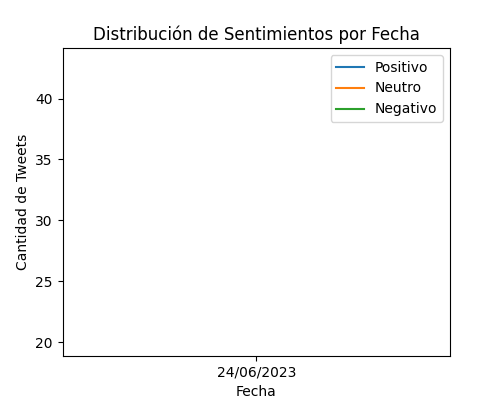 Distribución de Sentimientos por Fecha
Positivo
Neutro
Negativo
Cantidad de Tweets
40
35
30
25
20
24/06/2023
Fecha